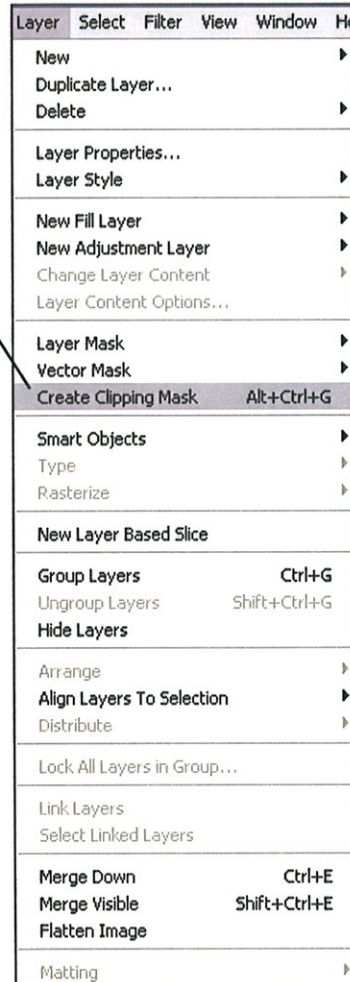 Layer Select Filter View Window He
New
Duplicate Layer...
Delete
Layer Properties...
Layer Style
New Fill Layer
New Adjustment Layer
Change Layer Content
Layer Content Options...
Layer Mask
Vector Mask
Create Clipping Mask Alt+Ctrl+G
Smart Objects
Type
Rasterize
New Layer Based Slice
Group Layers Ctrl+G
Ungroup Layers Shift+Ctrl+G
Hide Layers
Arrange
Align Layers To Selection
Distribute
Lock All Layers in Group...
Link Layers
Select Linked Layers
Merge Down Ctrl+E
Merge Visible Shift+Ctrl+E
Flatten Image
Matting